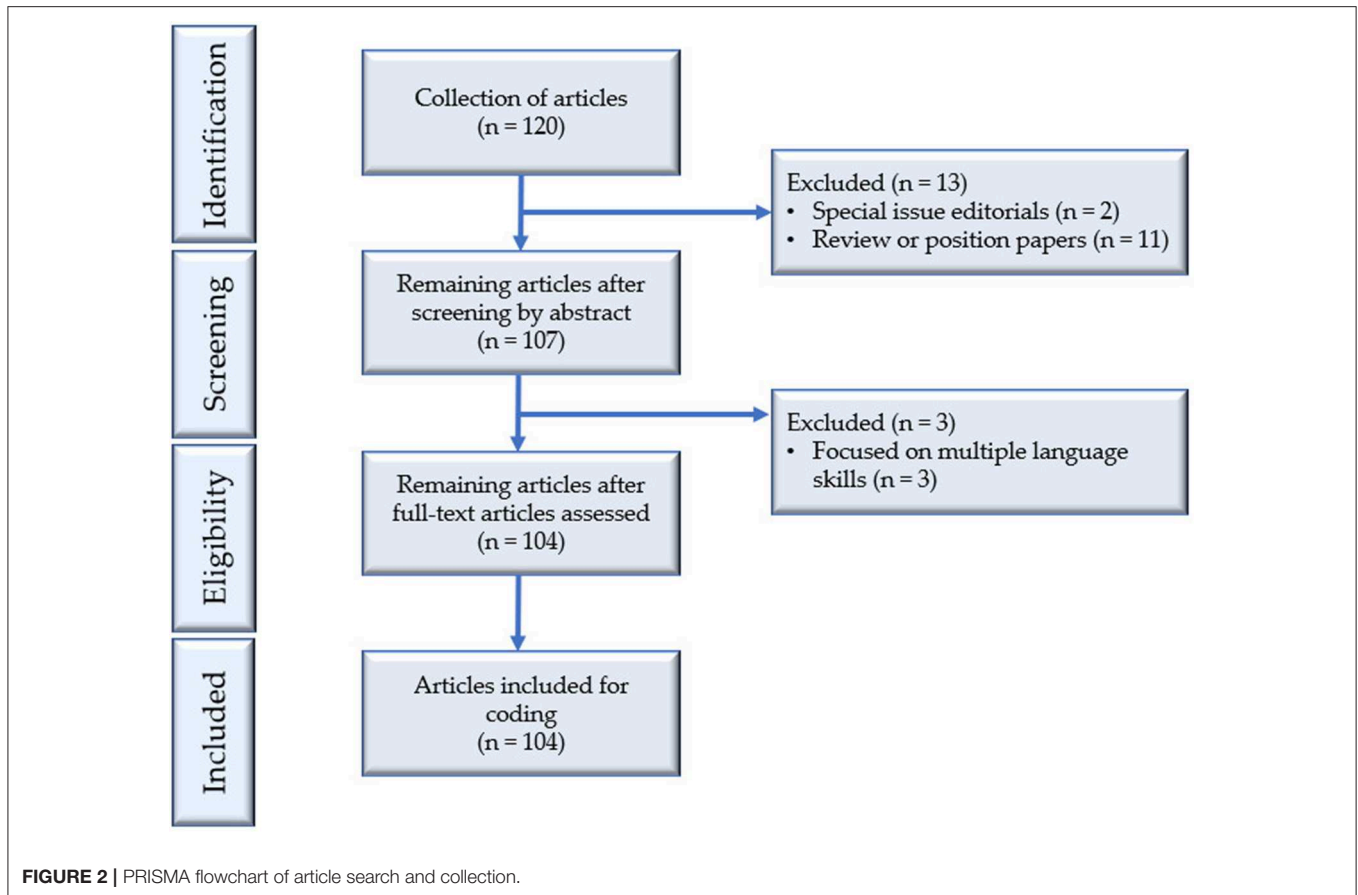 Identification
Collection of articles
(n = 120)
Excluded (n = 13)
• Special issue editorials (n = 2)
• Review or position papers (n = 11)
Screening
Remaining articles after
screening by abstract
(n = 107)
Excluded (n = 3)
• Focused on multiple language
skills (n = 3)
Eligibility
Remaining articles after
full-text articles assessed
(n = 104)
Included
Articles included for
coding
(n = 104)
FIGURE 2 | PRISMA flowchart of article search and collection.